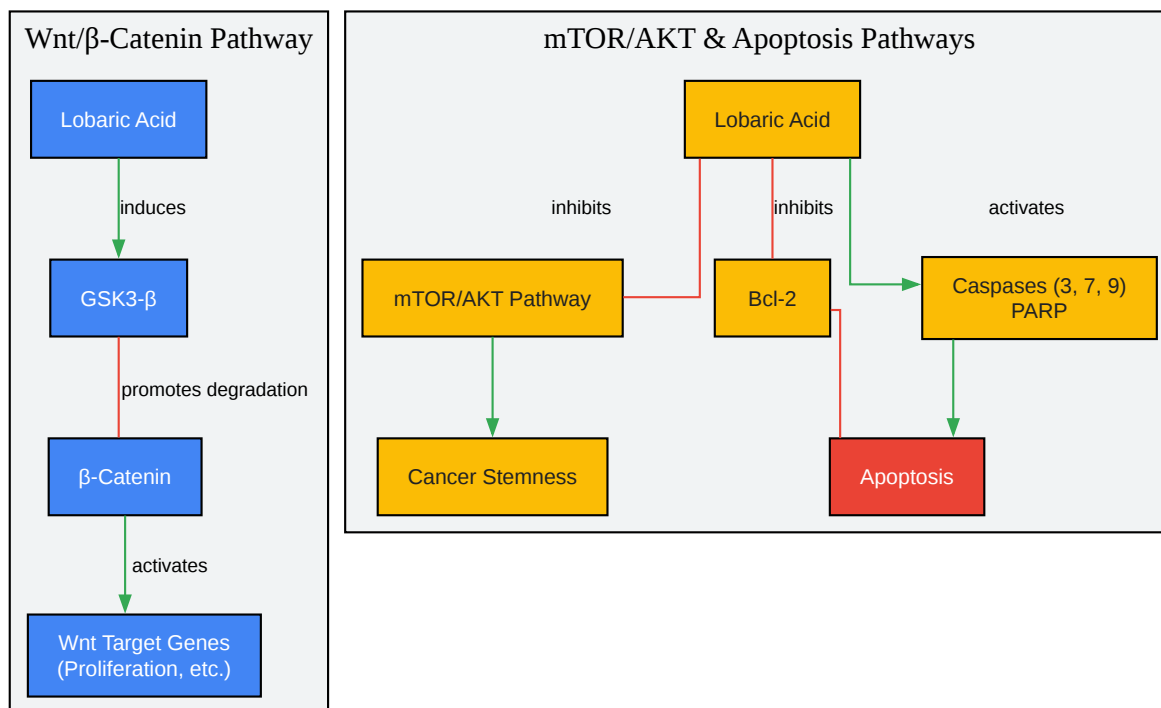 Wnt/β-Catenin Pathway
Lobaric Acid
induces
GSK3-β
promotes degradation
β-Catenin
activates
Wnt Target Genes
(Proliferation, etc.)
mTOR/AKT & Apoptosis Pathways
Lobaric Acid
inhibits
inhibits
activates
mTOR/AKT Pathway
Bcl-2
Caspases (3, 7, 9)
PARP
Cancer Stemness
Apoptosis